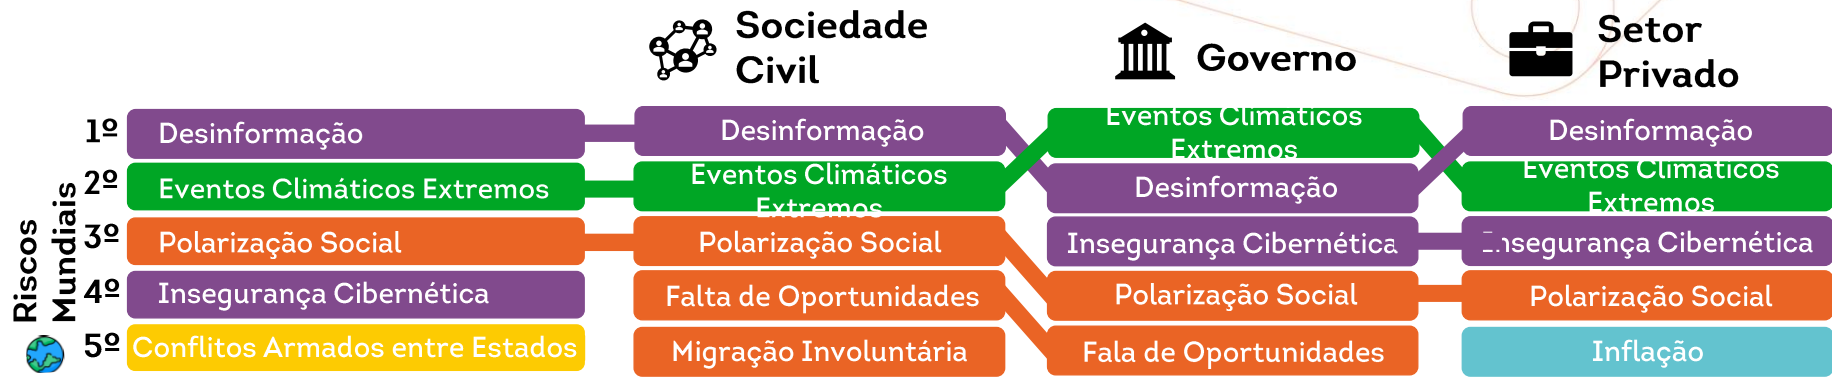 Sociedade
Civil
Governo
Setor
Privado
Riscos
Mundiais
1º
Desinformação
Desinformação
Eventos Climáticos
Extremos
Desinformação
2º
Eventos Climáticos Extremos
Eventos Climáticos
Extremos
Desinformação
Eventos Climáticos
Extremos
3º
Polarização Social
Polarização Social
Insegurança Cibernética
Insegurança Cibernética
4º
Insegurança Cibernética
Falta de Oportunidades
Polarização Social
Polarização Social
5º
Conflitos Armados entre Estados
Migração Involuntária
Fala de Oportunidades
Inflação